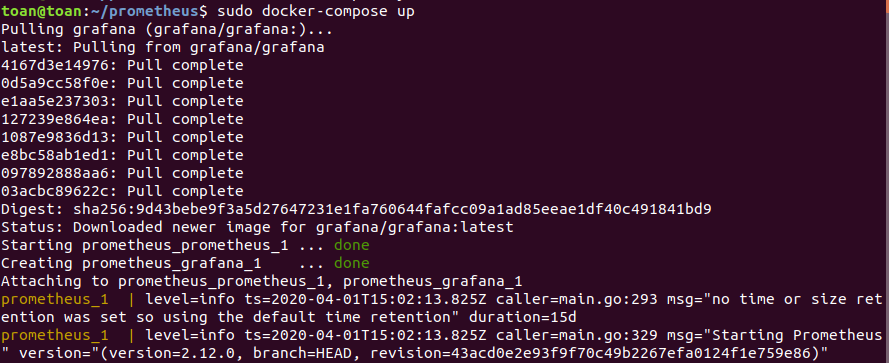 toan@toan:~/prometheus$ sudo docker-compose up
Pulling grafana (grafana/grafana:)...
latest: Pulling from grafana/grafana
4167d3e14976: Pull complete
0d5a9cc58f0e: Pull complete
e1aa5e237303: Pull complete
127239e864ea: Pull complete
1087e9836d13: Pull complete
e8bc58ab1ed1: Pull complete
097892888aa6: Pull complete
03acbc89622c: Pull complete
Digest: sha256:9d43bebe9f3a5d27647231e1fa760644fafcc09a1ad85eeae1df40c491841bd9
Status: Downloaded newer image for grafana/grafana:latest
Starting prometheus_prometheus_1 ... done
Creating prometheus_grafana_1    ... done
Attaching to prometheus_prometheus_1, prometheus_grafana_1
prometheus_1  | level=info ts=2020-04-01T15:02:13.825Z caller=main.go:293 msg="no time or size ret
ention was set so using the default time retention" duration=15d
prometheus_1  | level=info ts=2020-04-01T15:02:13.825Z caller=main.go:329 msg="Starting Prometheus
" version="(version=2.12.0, branch=HEAD, revision=43acd0e2e93f9f70c49b2267efa0124f1e759e86)"